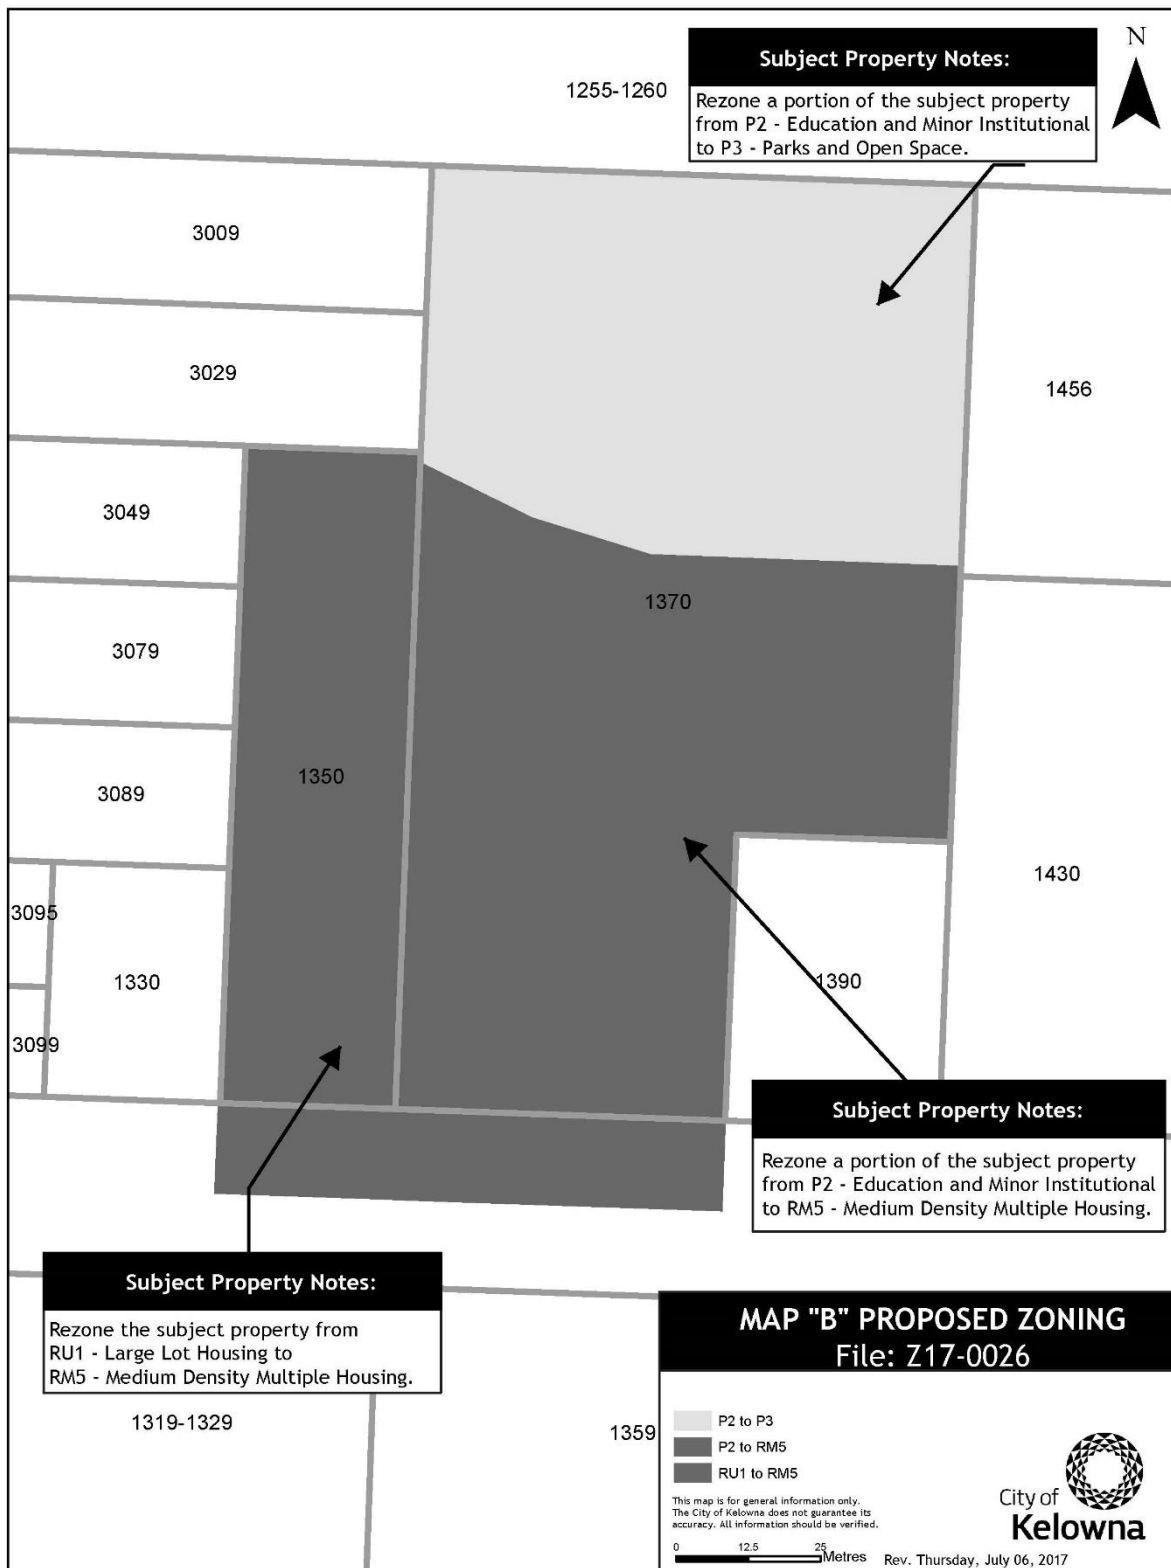 N
Subject Property Notes:
Rezone a portion of the subject property
from P2 - Education and Minor Institutional
to P3 - Parks and Open Space.
1255-1260
3009
3029
1456
3049
1370
3079
1350
3089
1430
3095
1330
1390
3099
Subject Property Notes:
Rezone a portion of the subject property
from P2 - Education and Minor Institutional
to RM5 - Medium Density Multiple Housing.
Subject Property Notes:
Rezone the subject property from
RU1 - Large Lot Housing to
RM5 - Medium Density Multiple Housing.
1319-1329
1359
MAP "B" PROPOSED ZONING
File: Z17-0026
P2 to P3
P2 to RM5
RU1 to RM5
This map is for general information only.
The City of Kelowna does not guarantee its
accuracy. All information should be verified.
0 12.5 25 Metres
City of
Kelowna
Rev. Thursday, July 06, 2017